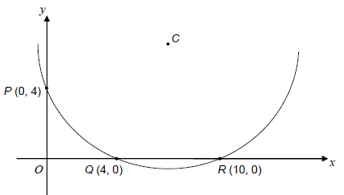 y
C
P (0, 4)
O
Q (4, 0)
R (10, 0)
x